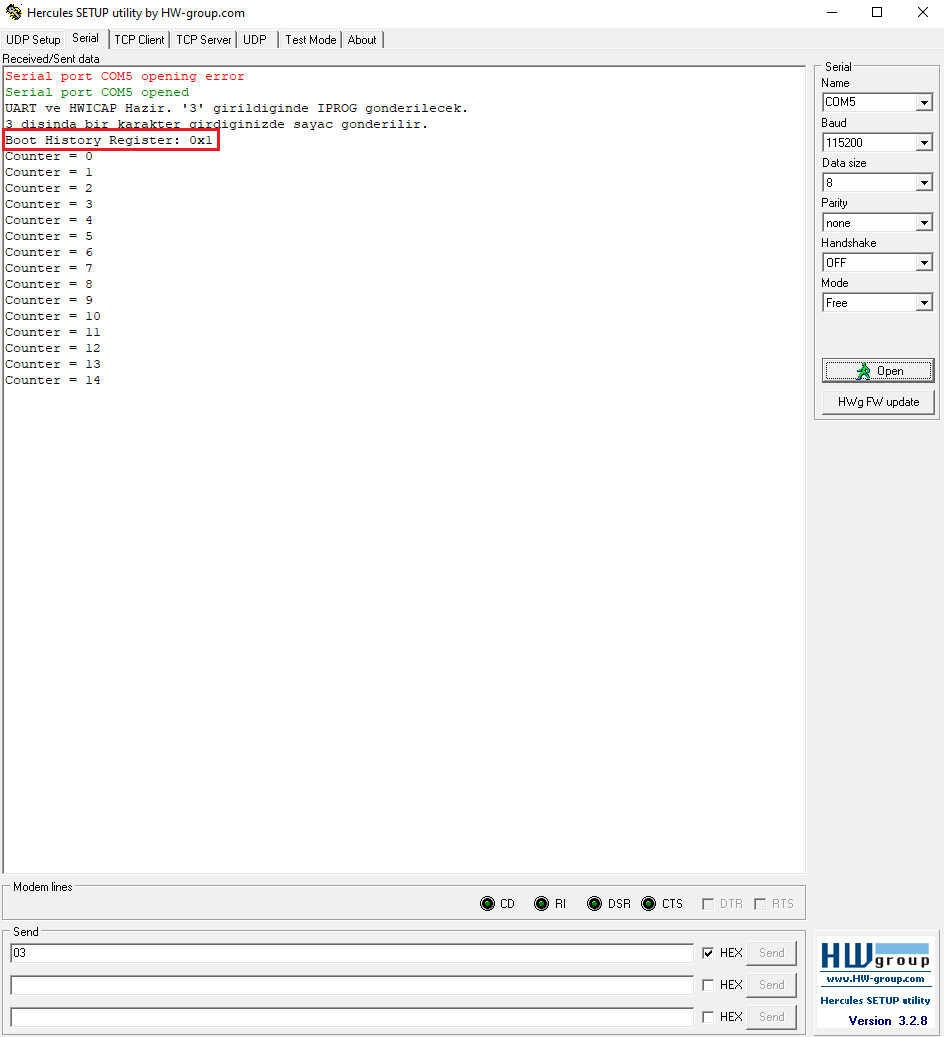 Hercules SETUP utility by HW-group.com
UDP Setup Serial TCP Client TCP Server UDP Test Mode About
Received/Sent data
Serial port COM5 opening error
Serial port COM5 opened
UART ve HWICAP Hazir. '3' girildiginde IPROG gonderilecek.
3 disinda bir karakter girdiginizde sayac gonderilir.
Boot History Register: 0x1
Counter = 0
Counter = 1
Counter = 2
Counter = 3
Counter = 4
Counter = 5
Counter = 6
Counter = 7
Counter = 8
Counter = 9
Counter = 10
Counter = 11
Counter = 12
Counter = 13
Counter = 14
Serial
Name
COM5
Baud
115200
Data size
8
Parity
none
Handshake
OFF
Mode
Free
Open
HWg FW update
Modem lines
CD RI DSR CTS DTR RTS
Send
03 HEX Send
HEX Send
HEX Send
HWgroup
www.HW-group.com
Hercules SETUP utility
Version 3.2.8